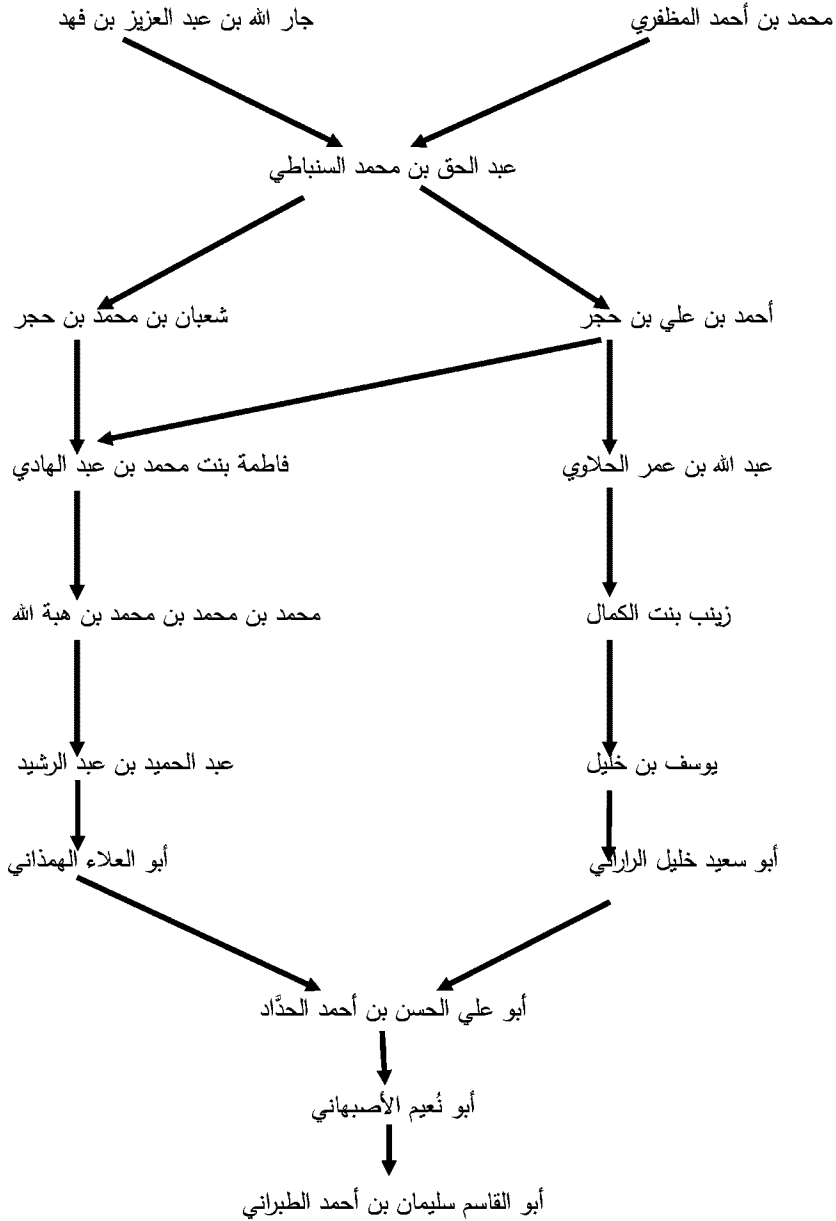 محمد بن أحمد المظفري
جار الله بن عبد العزيز بن فهد
عبد الحق بن محمد السنباطي
أحمد بن علي بن حجر
شعبان بن محمد بن حجر
عبد الله بن عمر الحلاوي
فاطمة بنت محمد بن عبد الهادي
زينب بنت الكمال
محمد بن محمد بن محمد بن هبة الله
يوسف بن خليل
عبد الحميد بن عبد الرشيد
أبو سعيد خليل الراراني
أبو العلاء الهمذاني
أبو علي الحسن بن أحمد الحدَّاد
أبو نُعيم الأصبهاني
أبو القاسم سليمان بن أحمد الطبراني